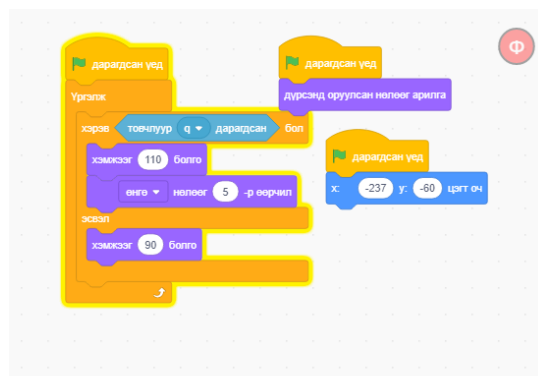 дарагдсан үед
Үргэлж
хэрэв товчлуур q дарагдсан бол
хэмжээг 110 болго
өнгө нөлөөг 5 -р өөрчил
эсвэл
хэмжээг 90 болго
дарагдсан үед
дүрсэнд оруулсан нөлөөг арилга
дарагдсан үед
x: -237 y: -60 цэгт оч
Ф